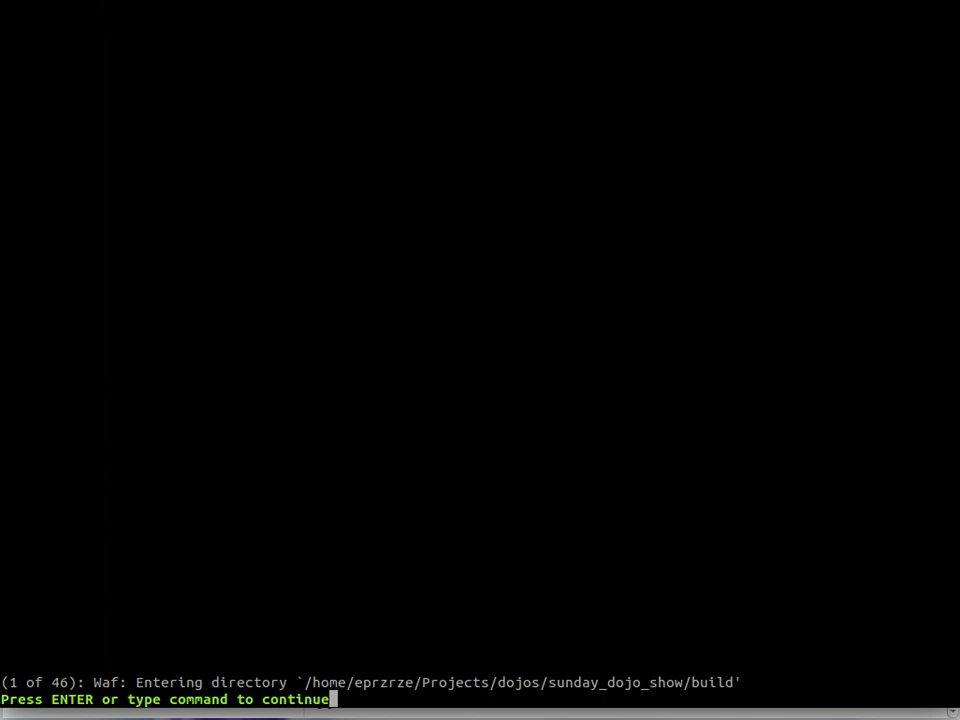 (1 of 46): Waf: Entering directory `/home/eprzrze/Projects/dojos/sunday_dojo_show/build'
Press ENTER or type command to continue